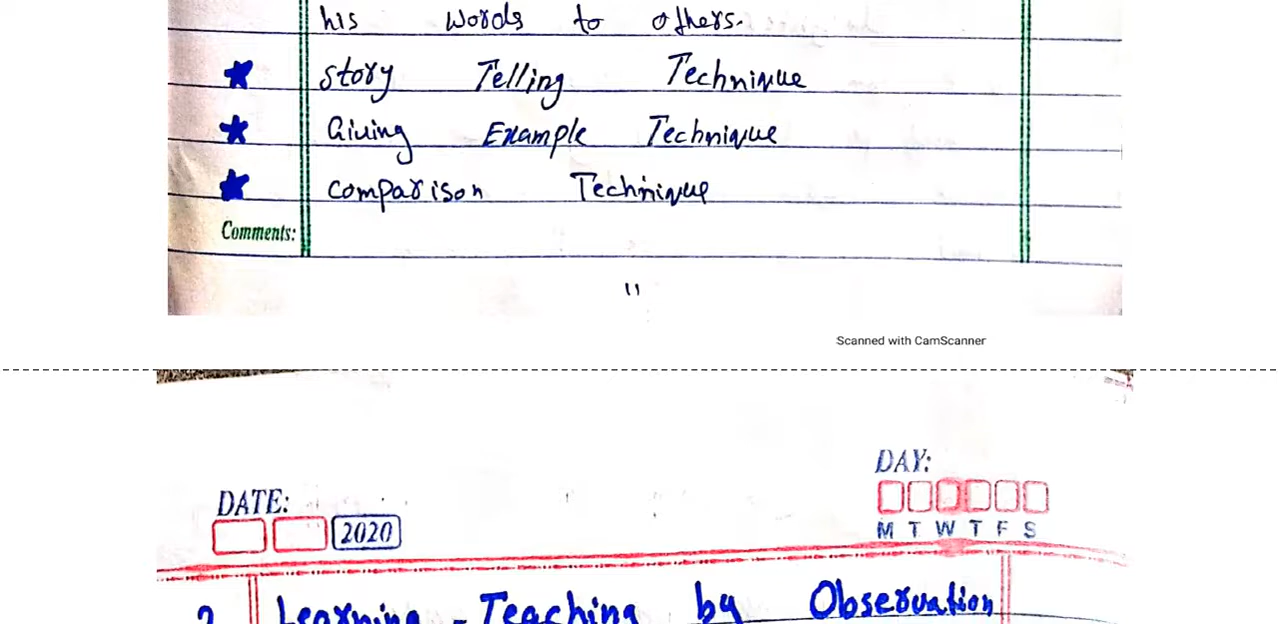 his words to others.
★ story Telling Technique
★ Giving Example Technique
★ comparison Technique
Comments:
11
Scanned with CamScanner
DAY:
DATE:
2020
M T W T F S
2 Learning - Teaching by Observation